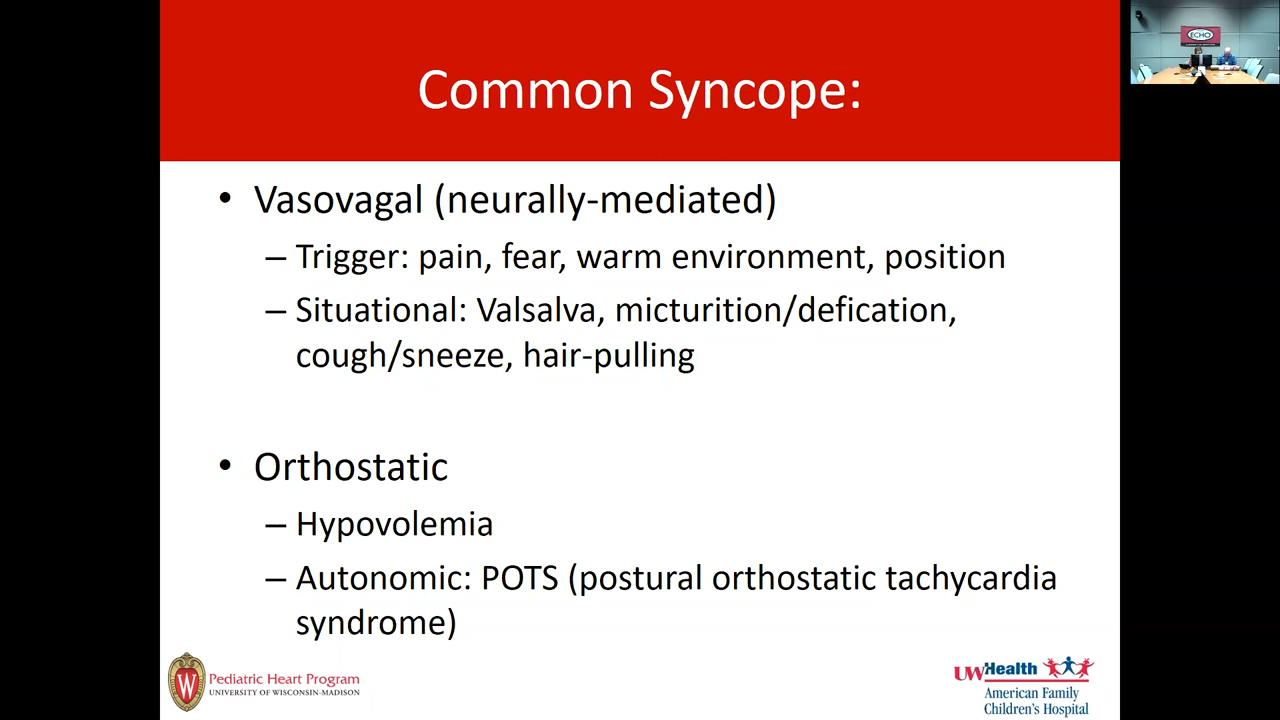 Common Syncope:
• Vasovagal (neurally-mediated)
– Trigger: pain, fear, warm environment, position
– Situational: Valsalva, micturition/defication,
cough/sneeze, hair-pulling
• Orthostatic
– Hypovolemia
– Autonomic: POTS (postural orthostatic tachycardia
syndrome)
W
Pediatric Heart Program
UNIVERSITY OF WISCONSIN-MADISON
UWHealth
American Family
Children's Hospital
ECHO